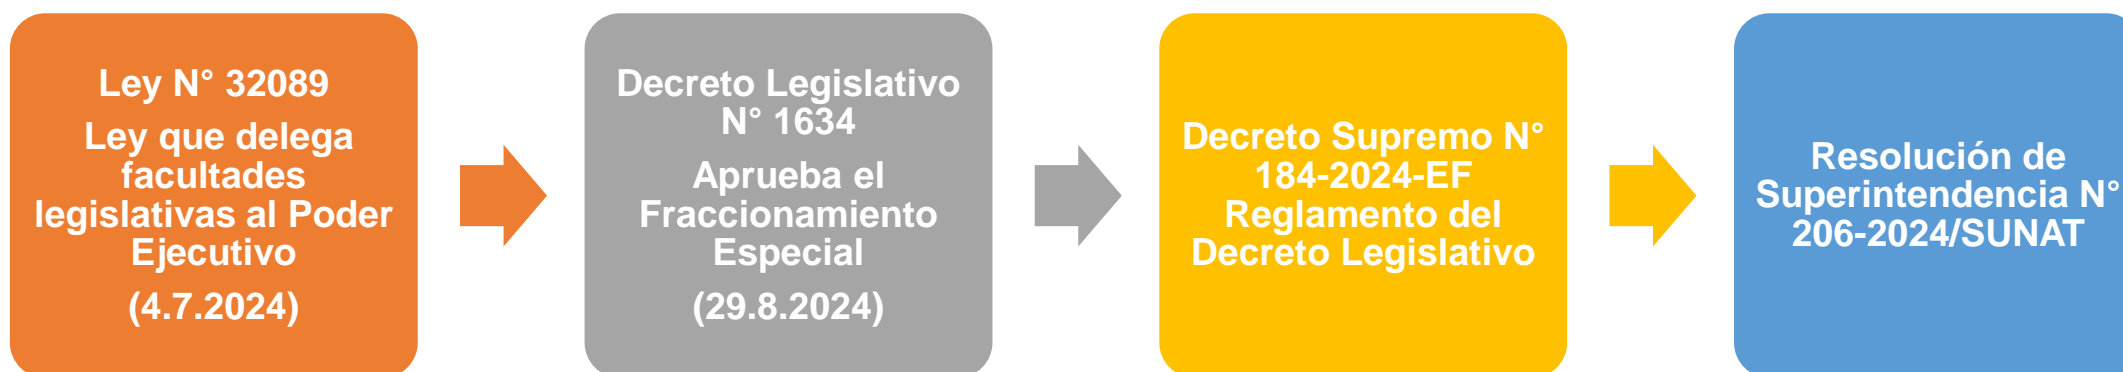 Ley N° 32089
Ley que delega
facultades
legislativas al Poder
Ejecutivo
(4.7.2024)
Decreto Legislativo
N° 1634
Aprueba el
Fraccionamiento
Especial
(29.8.2024)
Decreto Supremo N°
184-2024-EF
Reglamento del
Decreto Legislativo
Resolución de
Superintendencia N°
206-2024/SUNAT